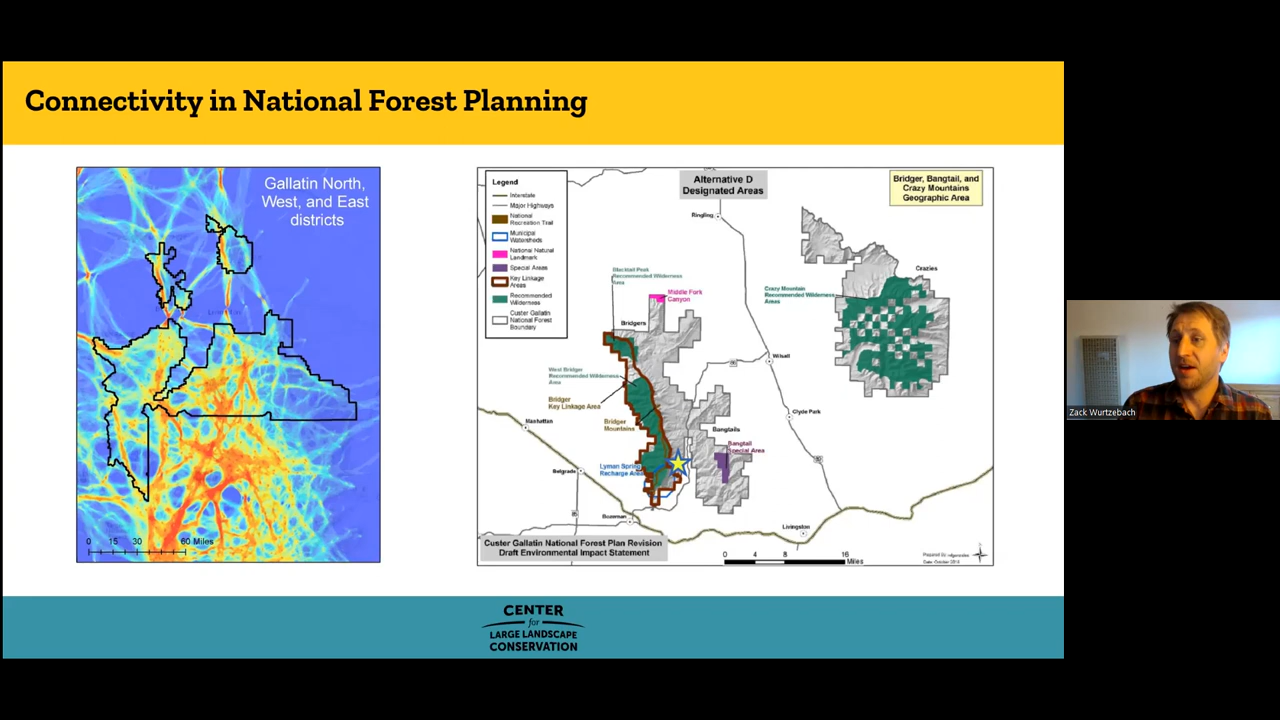 Connectivity in National Forest Planning
Gallatin North,
West, and East
districts
0 15 30 60 Miles
Legend
Interstate
Major Highways
National
Recreation Trail
Municipal
Watersheds
National Natural
Landmark
Special Areas
Key Linkage
Areas
Recommended
Wilderness
Custer Gallatin
National Forest
Boundary
Alternative D
Designated Areas
Bridger, Bangtail, and
Crazy Mountains
Geographic Area
Ringling
Crazies
Blacktail Peak
Recommended Wilderness
Area
Middle Fork
Canyon
Crazy Mountain
Recommended Wilderness
Areas
Bridgers
Wilsall
West Bridger
Recommended Wilderness
Area
Bridger
Key Linkage Area
Clyde Park
Manhattan
Bridger
Mountains
Bangtails
Bangtail
Special Area
Belgrade
Lyman Spring
Recharge Area
Bozeman
Livingston
Custer Gallatin National Forest Plan Revision
Draft Environmental Impact Statement
0 4 8 16
Miles
CENTER
for
LARGE LANDSCAPE
CONSERVATION
Zack Wurtzebach